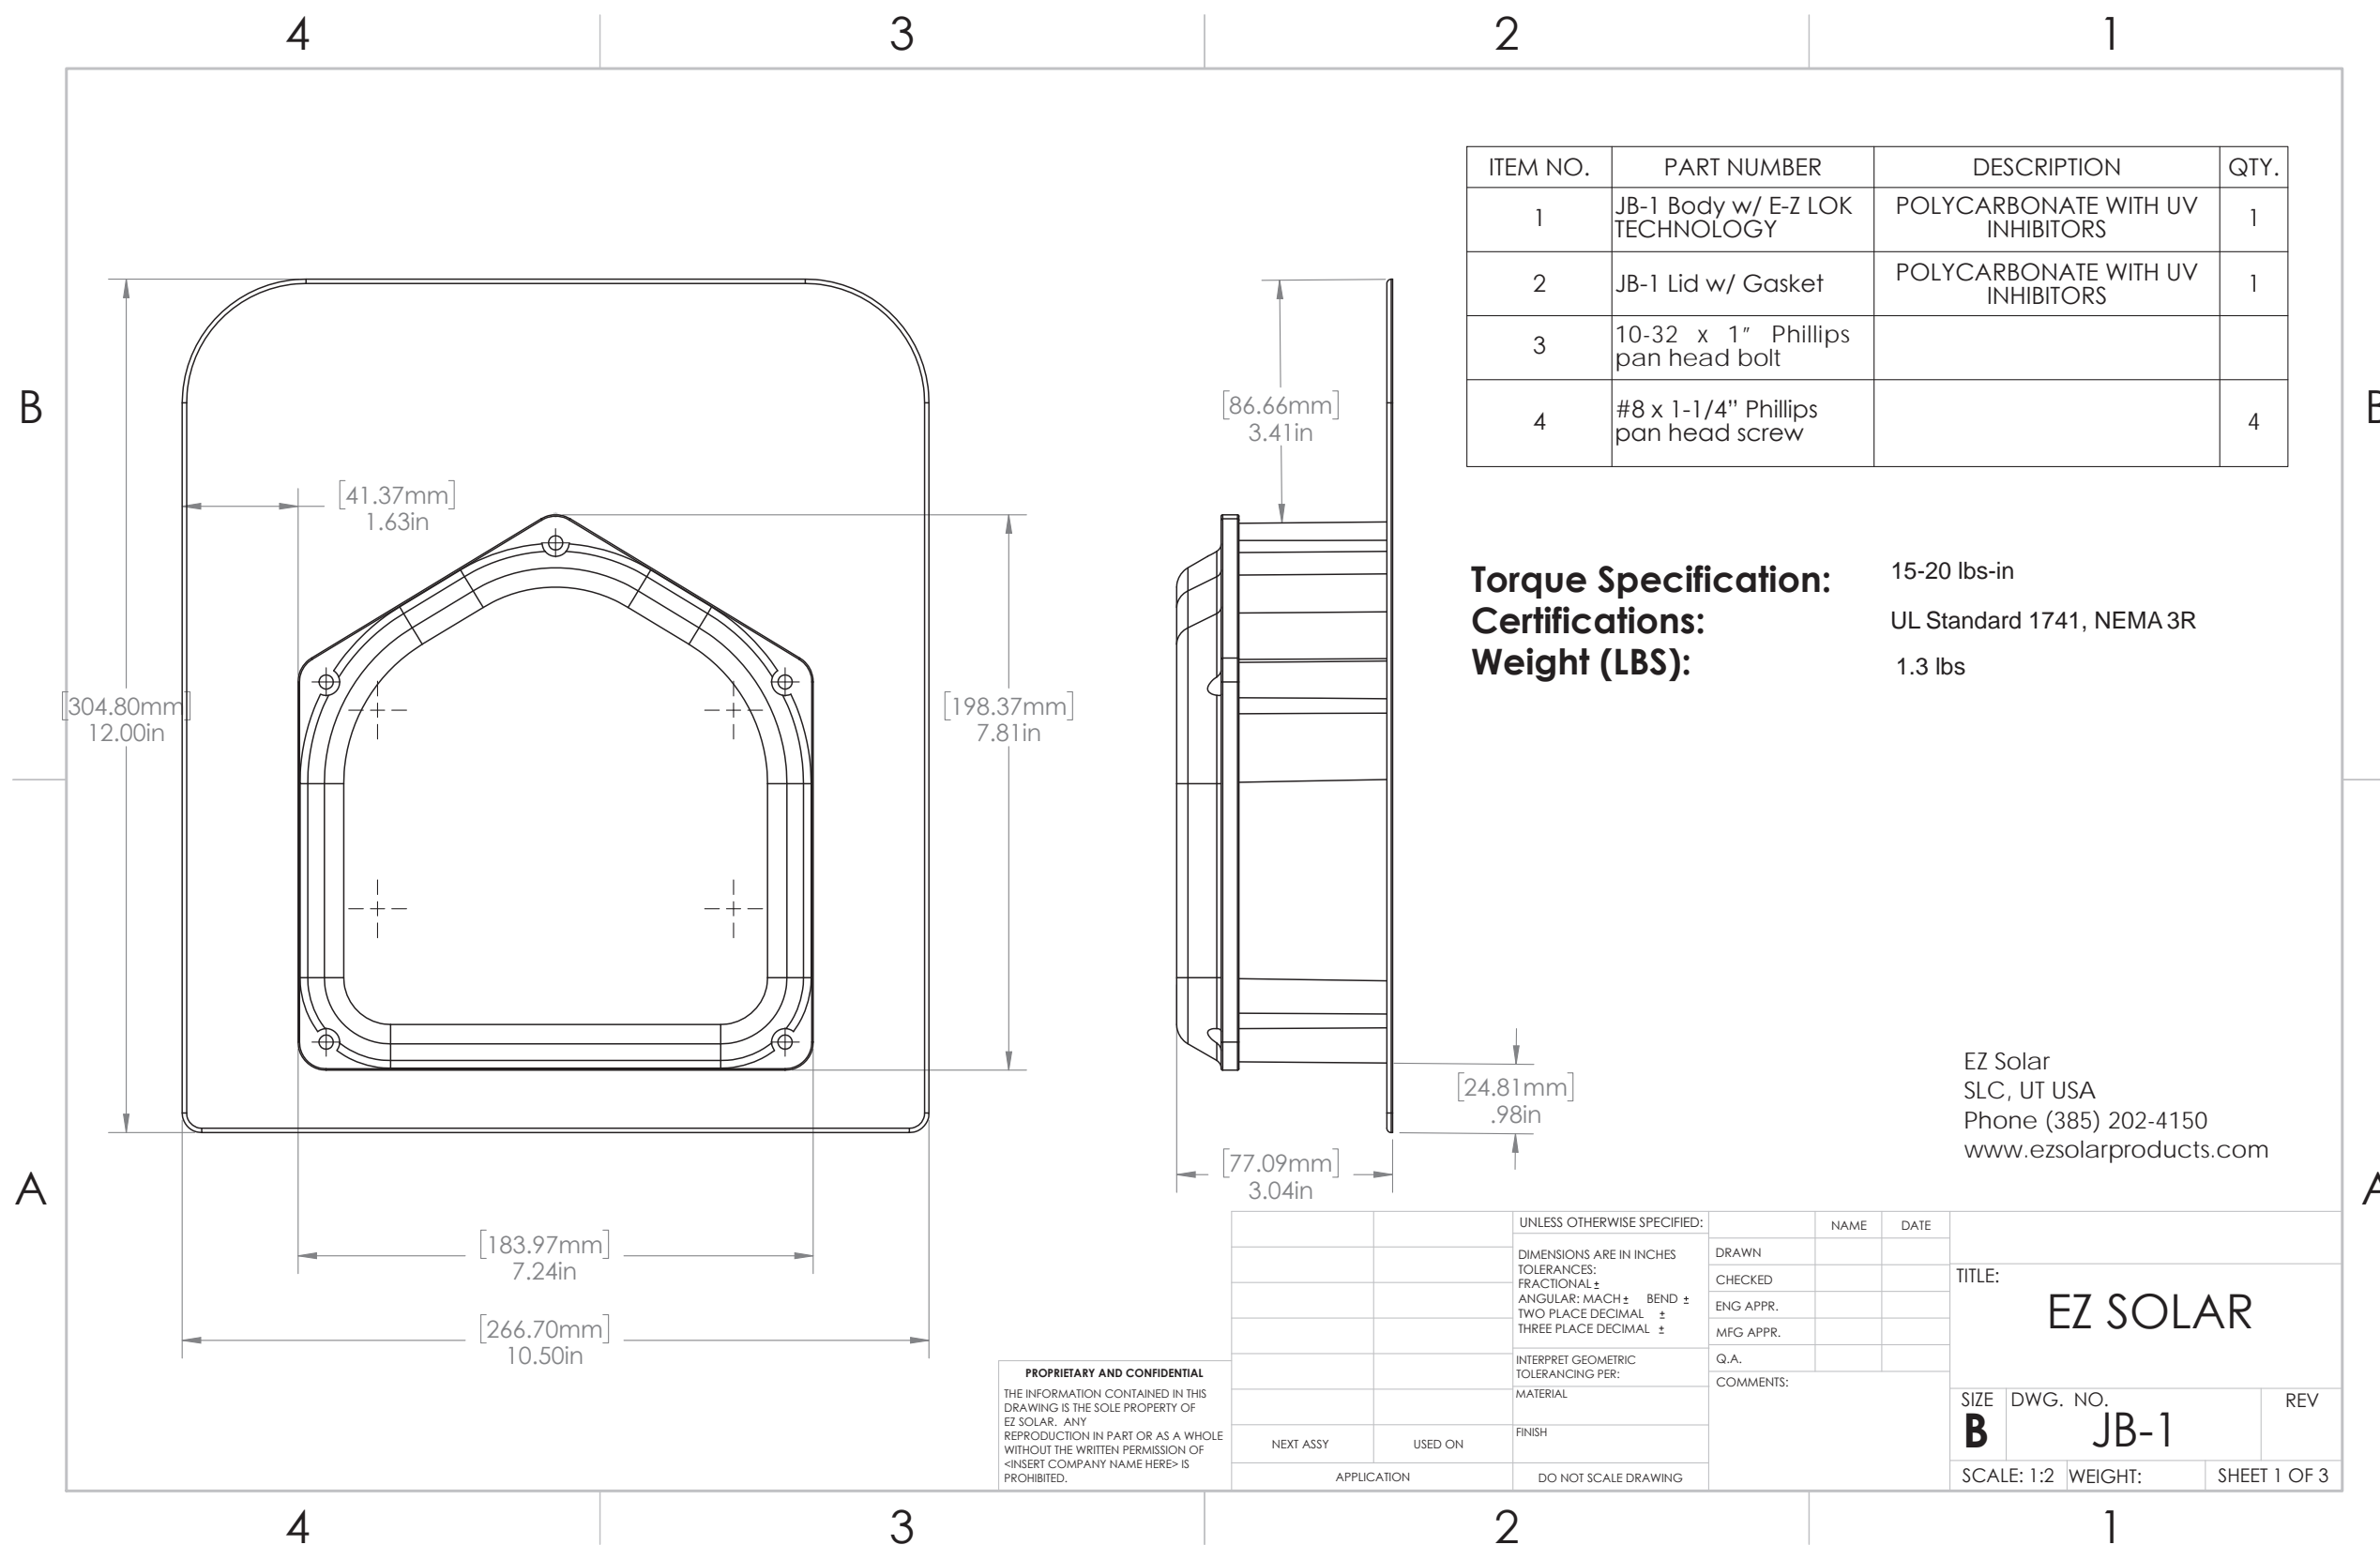 4 3 2 1
ITEM NO. PART NUMBER DESCRIPTION QTY.
1 JB-1 Body w/ E-Z LOK TECHNOLOGY POLYCARBONATE WITH UV INHIBITORS 1
2 JB-1 Lid w/ Gasket POLYCARBONATE WITH UV INHIBITORS 1
3 10-32 x 1" Phillips pan head bolt
4 #8 x 1-1/4” Phillips pan head screw 4
B B
[86.66mm]
3.41in
[41.37mm]
1.63in
Torque Specification: 15-20 lbs-in
Certifications: UL Standard 1741, NEMA 3R
Weight (LBS): 1.3 lbs
[304.80mm]
12.00in
[198.37mm]
7.81in
[24.81mm]
.98in
[77.09mm]
3.04in
[183.97mm]
7.24in
[266.70mm]
10.50in
EZ Solar
SLC, UT USA
Phone (385) 202-4150
www.ezsolarproducts.com
A A
PROPRIETARY AND CONFIDENTIAL
THE INFORMATION CONTAINED IN THIS
DRAWING IS THE SOLE PROPERTY OF
EZ SOLAR. ANY
REPRODUCTION IN PART OR AS A WHOLE
WITHOUT THE WRITTEN PERMISSION OF
<INSERT COMPANY NAME HERE> IS
PROHIBITED.
NEXT ASSY USED ON
APPLICATION
UNLESS OTHERWISE SPECIFIED:
DIMENSIONS ARE IN INCHES
TOLERANCES:
FRACTIONAL ±
ANGULAR: MACH ± BEND ±
TWO PLACE DECIMAL ±
THREE PLACE DECIMAL ±
INTERPRET GEOMETRIC
TOLERANCING PER:
MATERIAL
FINISH
DO NOT SCALE DRAWING
NAME DATE
DRAWN
CHECKED
ENG APPR.
MFG APPR.
Q.A.
COMMENTS:
TITLE:
EZ SOLAR
SIZE DWG. NO. REV
B JB-1
SCALE: 1:2 WEIGHT: SHEET 1 OF 3
4 3 2 1